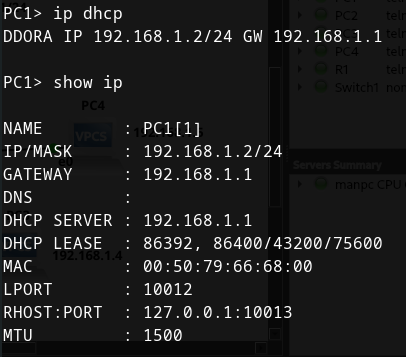 PC1> ip dhcp
DDORA IP 192.168.1.2/24 GW 192.168.1.1
PC1> show ip
NAME        : PC1[1]
IP/MASK     : 192.168.1.2/24
GATEWAY     : 192.168.1.1
DNS         :
DHCP SERVER : 192.168.1.1
DHCP LEASE  : 86392, 86400/43200/75600
MAC         : 00:50:79:66:68:00
LPORT       : 10012
RHOST:PORT  : 127.0.0.1:10013
MTU         : 1500
PC4
VPCS
192.168.1.4
PC2 teln
PC4 teln
R1 teln
Switch1 non
Servers Summary
manpc CPU